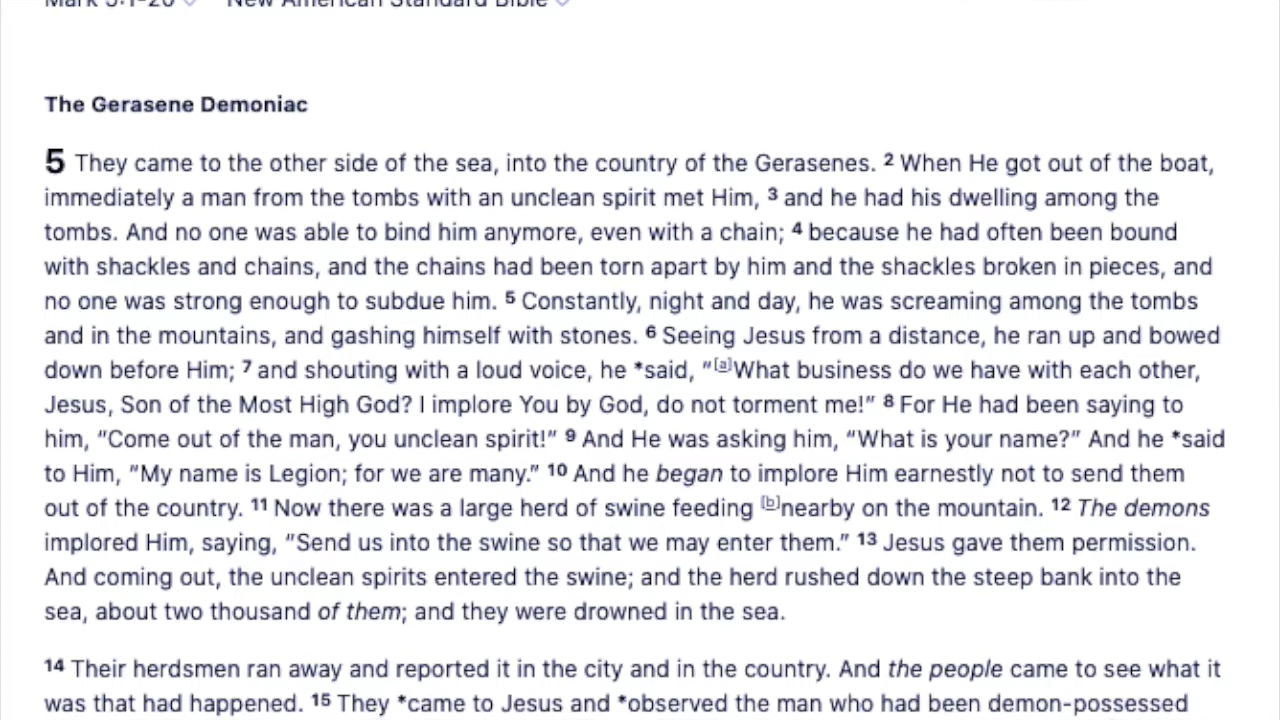 Mark 5:1-20 New American Standard Bible
The Gerasene Demoniac
5 They came to the other side of the sea, into the country of the Gerasenes. 2 When He got out of the boat,
immediately a man from the tombs with an unclean spirit met Him, 3 and he had his dwelling among the
tombs. And no one was able to bind him anymore, even with a chain; 4 because he had often been bound
with shackles and chains, and the chains had been torn apart by him and the shackles broken in pieces, and
no one was strong enough to subdue him. 5 Constantly, night and day, he was screaming among the tombs
and in the mountains, and gashing himself with stones. 6 Seeing Jesus from a distance, he ran up and bowed
down before Him; 7 and shouting with a loud voice, he *said, “[a]What business do we have with each other,
Jesus, Son of the Most High God? I implore You by God, do not torment me!” 8 For He had been saying to
him, “Come out of the man, you unclean spirit!” 9 And He was asking him, “What is your name?” And he *said
to Him, “My name is Legion; for we are many.” 10 And he began to implore Him earnestly not to send them
out of the country. 11 Now there was a large herd of swine feeding [b]nearby on the mountain. 12 The demons
implored Him, saying, “Send us into the swine so that we may enter them.” 13 Jesus gave them permission.
And coming out, the unclean spirits entered the swine; and the herd rushed down the steep bank into the
sea, about two thousand of them; and they were drowned in the sea.
14 Their herdsmen ran away and reported it in the city and in the country. And the people came to see what it
was that had happened. 15 They *came to Jesus and *observed the man who had been demon-possessed